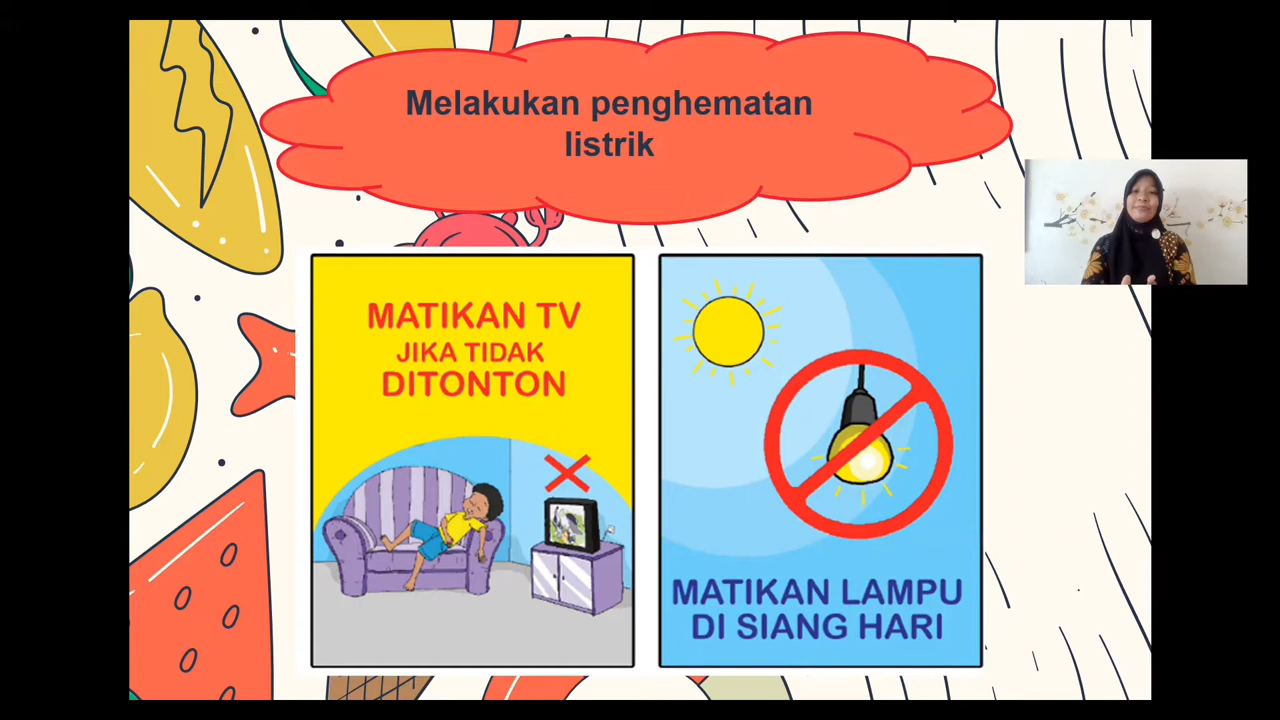 Melakukan penghematan
listrik
MATIKAN TV
JIKA TIDAK
DITONTON
MATIKAN LAMPU
DI SIANG HARI